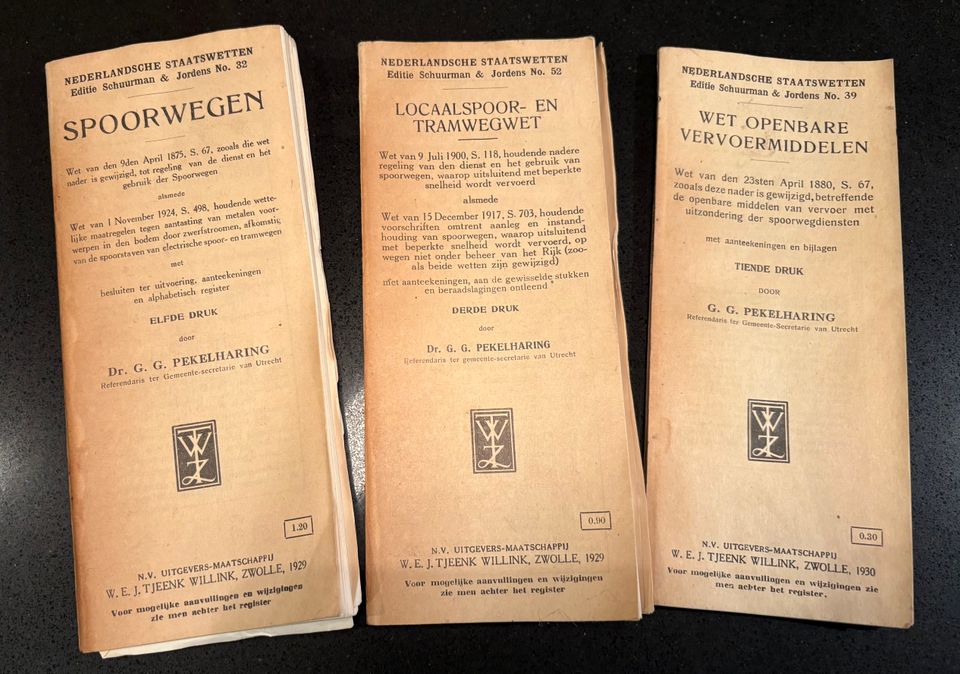 NEDERLANDSCHE STAATSWETTEN
Editie Schuurman & Jordens No. 32
SPOORWEGEN
Wet van den 9den April 1875, S. 67, zooals die wet
nader is gewijzigd, tot regeling van de dienst en het
gebruik der Spoorwegen
alsmede
Wet van 1 November 1924, S. 498, houdende wette-
lijke maatregelen tegen aantasting van metalen voor-
werpen in den bodem door zwerfstroomen, afkomstig
van de spoorstaven van electrische spoor- en tramwegen
met
besluiten ter uitvoering, aanteekeningen
en alphabetisch register
ELFDE DRUK
door
Dr. G. G. PEKELHARING
Referendaris ter Gemeente-secretarie van Utrecht
TWZ
1.20
N.V. UITGEVERS-MAATSCHAPPIJ
W. E. J. TJEENK WILLINK, ZWOLLE, 1929
Voor mogelijke aanvullingen en wijzigingen
zie men achter het register
NEDERLANDSCHE STAATSWETTEN
Editie Schuurman & Jordens No. 52
LOCAALSPOOR- EN
TRAMWEGWET
Wet van 9 Juli 1900, S. 118, houdende nadere
regeling van den dienst en het gebruik van
spoorwegen, waarop uitsluitend met beperkte
snelheid wordt vervoerd
alsmede
Wet van 15 December 1917, S. 703, houdende
voorschriften omtrent aanleg en instand-
houding van spoorwegen, waarop uitsluitend
met beperkte snelheid wordt vervoerd, op
wegen niet onder beheer van het Rijk (zoo-
als beide wetten zijn gewijzigd)
met aanteekeningen, aan de gewisselde stukken
en beraadslagingen ontleend
DERDE DRUK
door
Dr. G. G. PEKELHARING
Referendaris ter gemeente-secretarie van Utrecht
TWZ
0.90
N.V. UITGEVERS-MAATSCHAPPIJ
W. E. J. TJEENK WILLINK, ZWOLLE, 1929
Voor mogelijke aanvullingen en wijzigingen
zie men achter het register
NEDERLANDSCHE STAATSWETTEN
Editie Schuurman & Jordens No. 39
WET OPENBARE
VERVOERMIDDELEN
Wet van den 23sten April 1880, S. 67,
zooals deze nader is gewijzigd, betreffende
de openbare middelen van vervoer met
uitzondering der spoorwegdiensten
met aanteekeningen en bijlagen
TIENDE DRUK
DOOR
G. G. PEKELHARING
Referendaris ter Gemeente-Secretarie van Utrecht
TWZ
0.30
N.V. UITGEVERS-MAATSCHAPPIJ
W. E. J. TJEENK WILLINK, ZWOLLE, 1930
Voor mogelijke aanvullingen en wijzigingen zie
men achter het register.